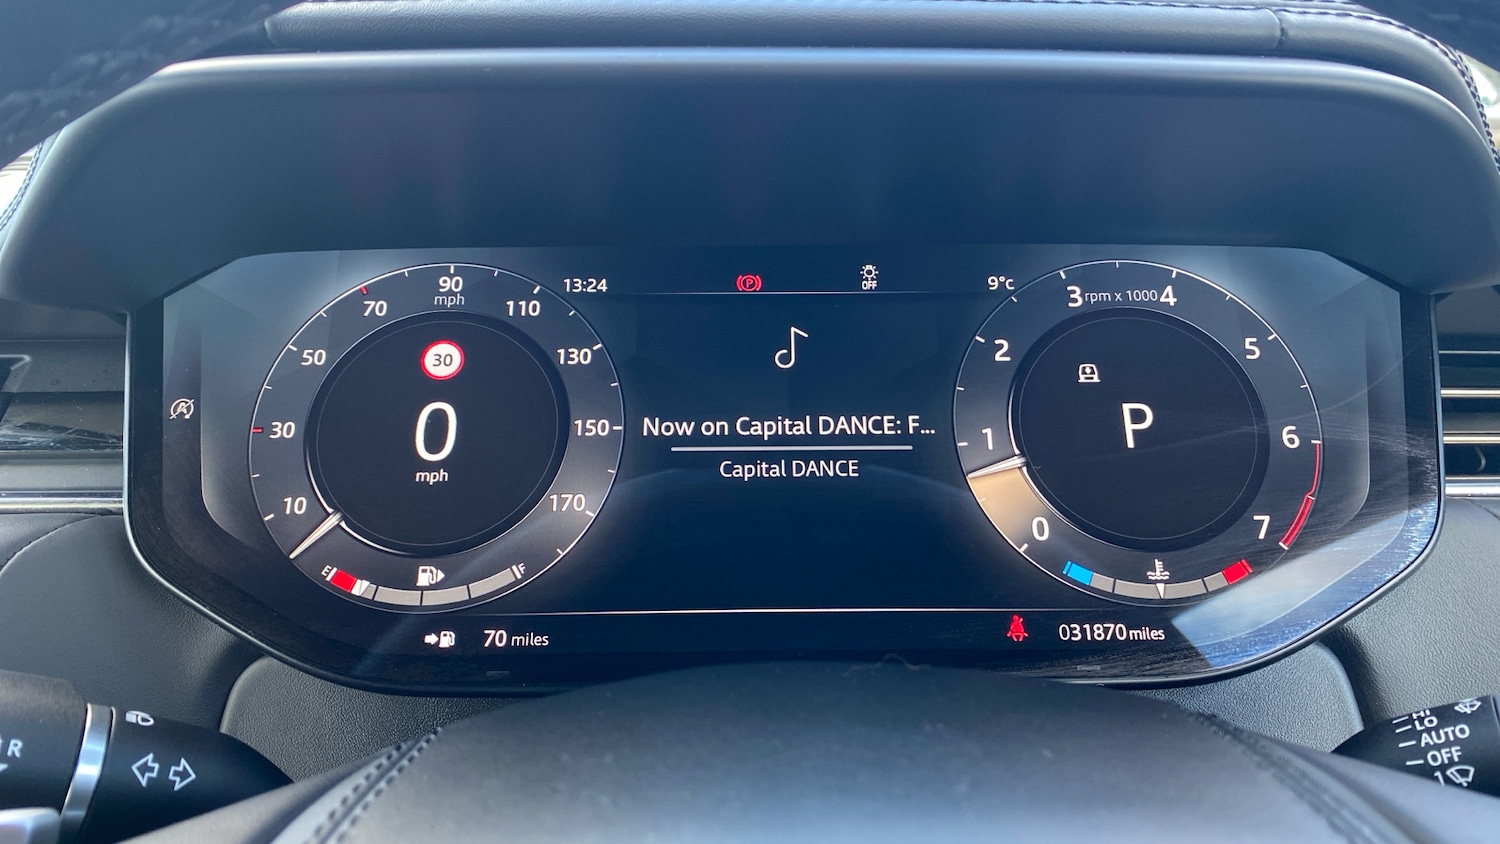 90
mph
70
110
50
130
30
150
10
170
30
0
mph
E
F
13:24
P
OFF
9°c
Now on Capital DANCE: F...
Capital DANCE
3 rpm x 1000 4
2
5
1
6
0
7
P
A
70 miles
031870 miles
R
HI
LO
AUTO
OFF
1